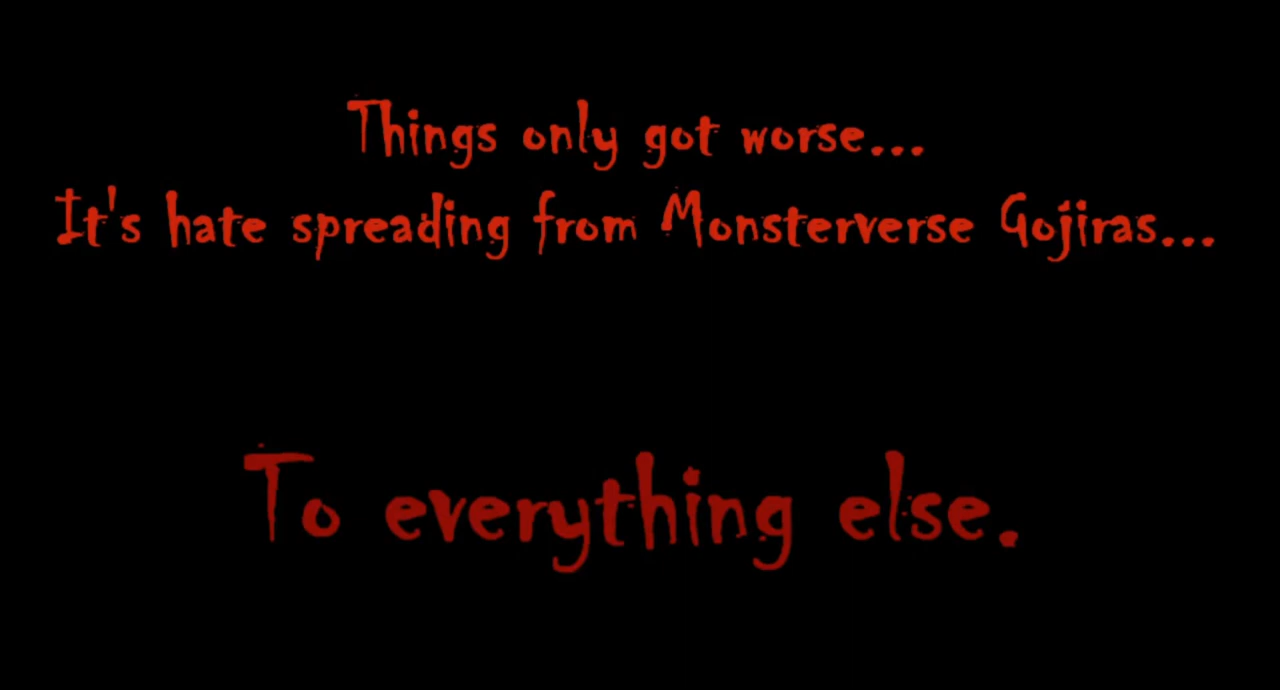 Things only got worse...
It's hate spreading from Monsterverse Gojiras...
To everything else.